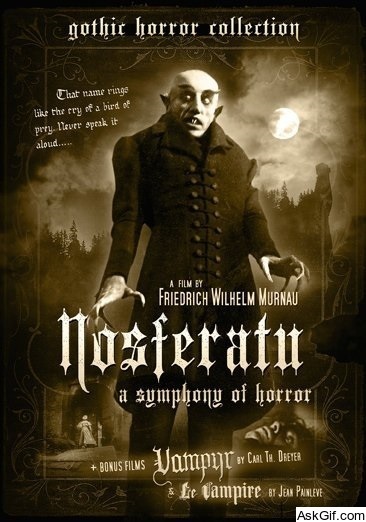 gothic horror collection
That name rings
like the cry of a bird of
prey. Never speak it
aloud.....
A FILM BY
FRIEDRICH WILHELM MURNAU
Nosferatu
a symphony of horror
+ BONUS FILMS Vampyr BY CARL TH. DREYER
& Le Vampire BY JEAN PAINLEVE
AskGif.com